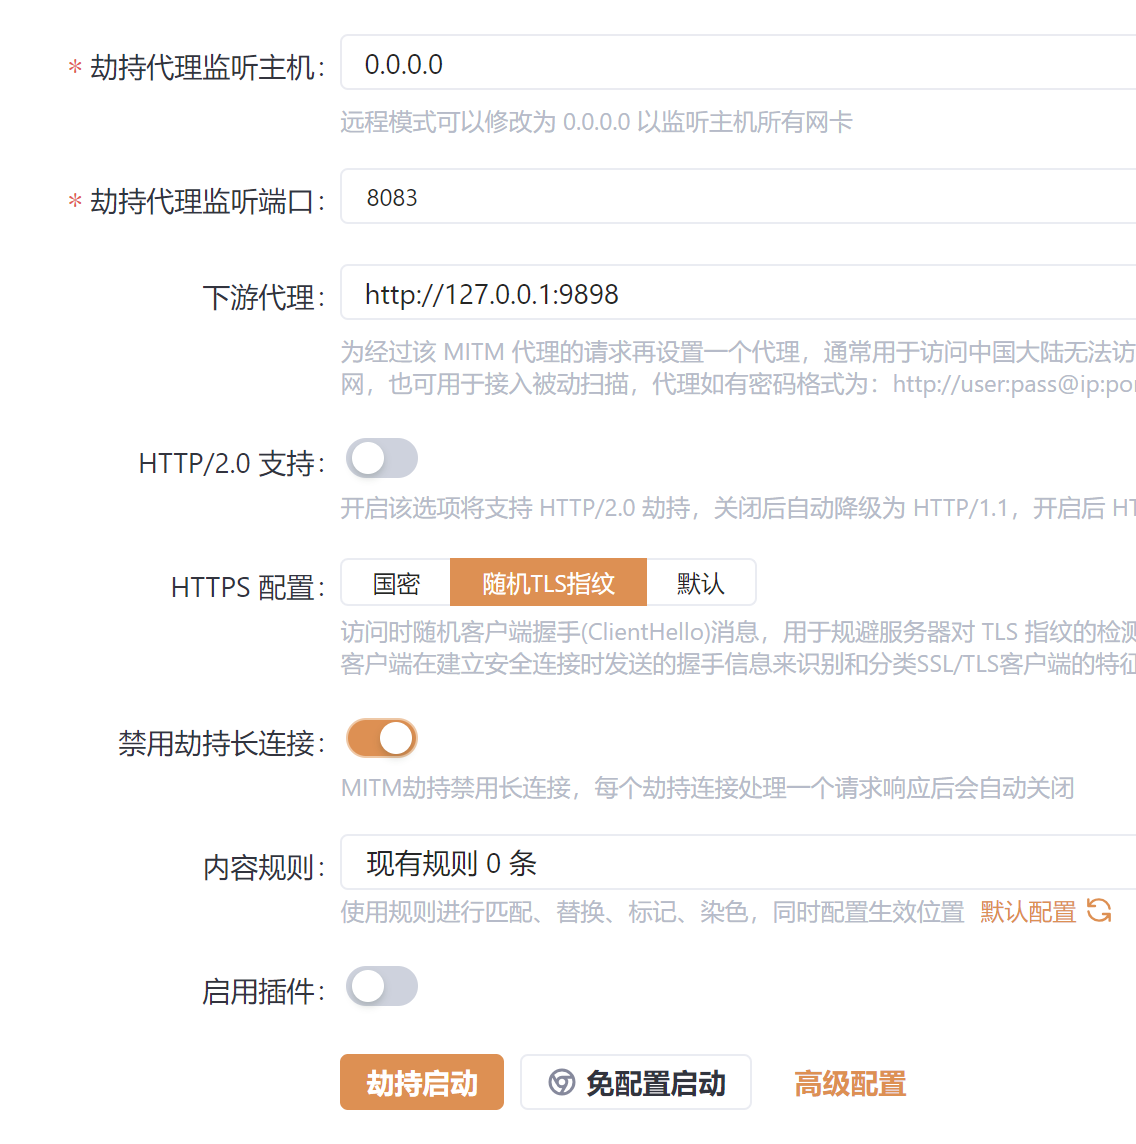 * 劫持代理监听主机: 0.0.0.0
远程模式可以修改为 0.0.0.0 以监听主机所有网卡
* 劫持代理监听端口: 8083
下游代理: http://127.0.0.1:9898
为经过该 MITM 代理的请求再设置一个代理，通常用于访问中国大陆无法访
网，也可用于接入被动扫描，代理如有密码格式为：http://user:pass@ip:por
HTTP/2.0 支持:
开启该选项将支持 HTTP/2.0 劫持，关闭后自动降级为 HTTP/1.1，开启后 HT
HTTPS 配置: 国密 随机TLS指纹 默认
访问时随机客户端握手(ClientHello)消息，用于规避服务器对 TLS 指纹的检测
客户端在建立安全连接时发送的握手信息来识别和分类SSL/TLS客户端的特征
禁用劫持长连接:
MITM劫持禁用长连接，每个劫持连接处理一个请求响应后会自动关闭
内容规则: 现有规则 0 条
使用规则进行匹配、替换、标记、染色，同时配置生效位置 默认配置
启用插件:
劫持启动 免配置启动 高级配置